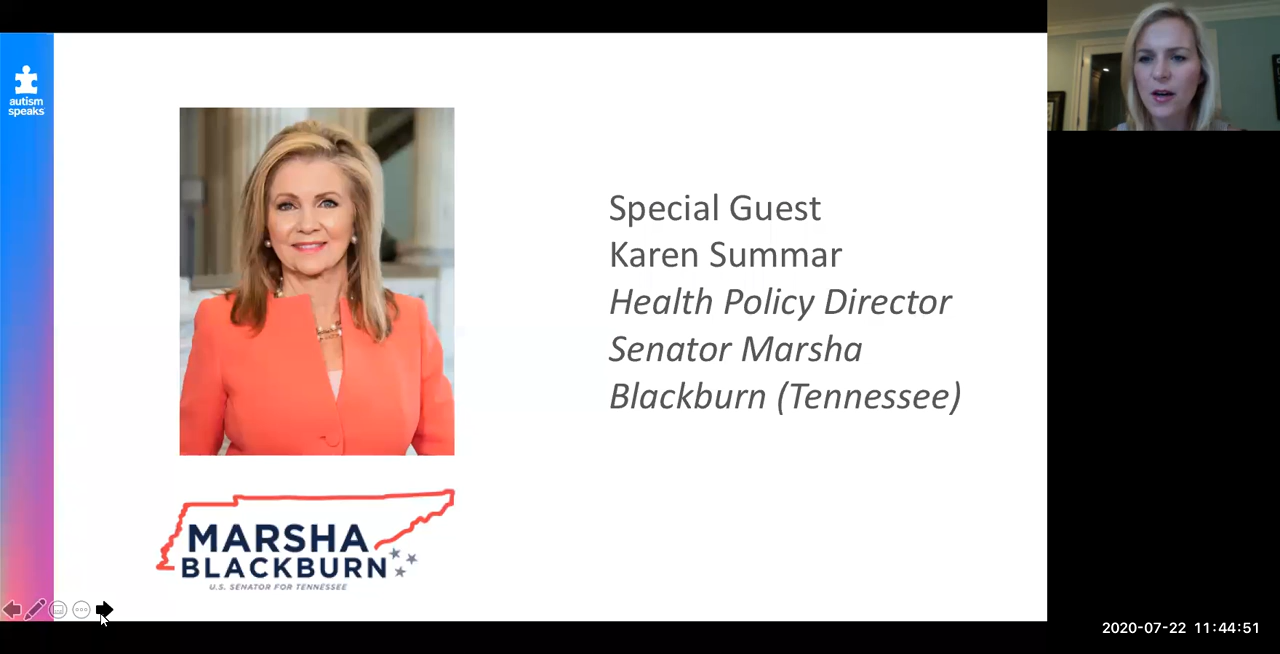 autism
speaks
Special Guest
Karen Summar
Health Policy Director
Senator Marsha
Blackburn (Tennessee)
MARSHA
BLACKBURN
U.S. SENATOR FOR TENNESSEE
2020-07-22 11:44:51